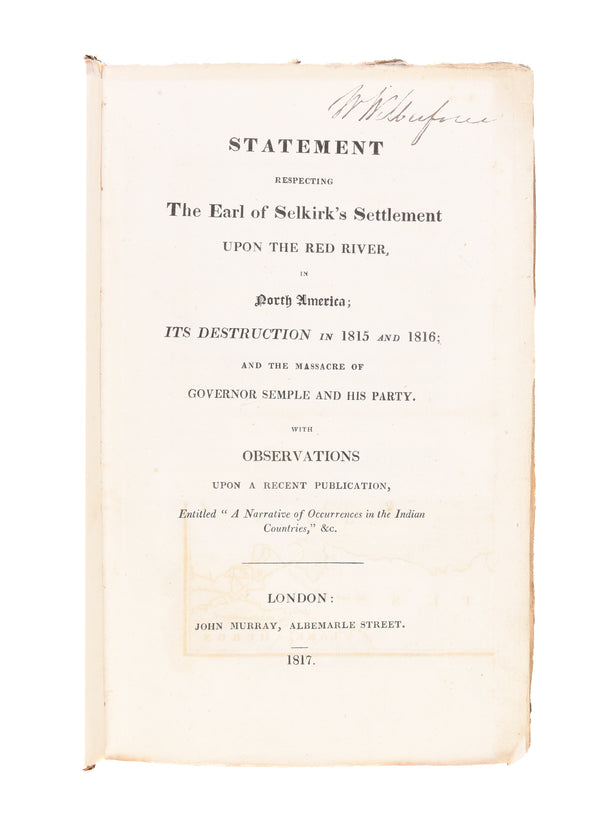 W Wilberforce
STATEMENT
RESPECTING
The Earl of Selkirk's Settlement
UPON THE RED RIVER,
IN
North America;
ITS DESTRUCTION IN 1815 AND 1816;
AND THE MASSACRE OF
GOVERNOR SEMPLE AND HIS PARTY.
WITH
OBSERVATIONS
UPON A RECENT PUBLICATION,
Entitled " A Narrative of Occurrences in the Indian
Countries," &c.
LONDON:
JOHN MURRAY, ALBEMARLE STREET.
1817.